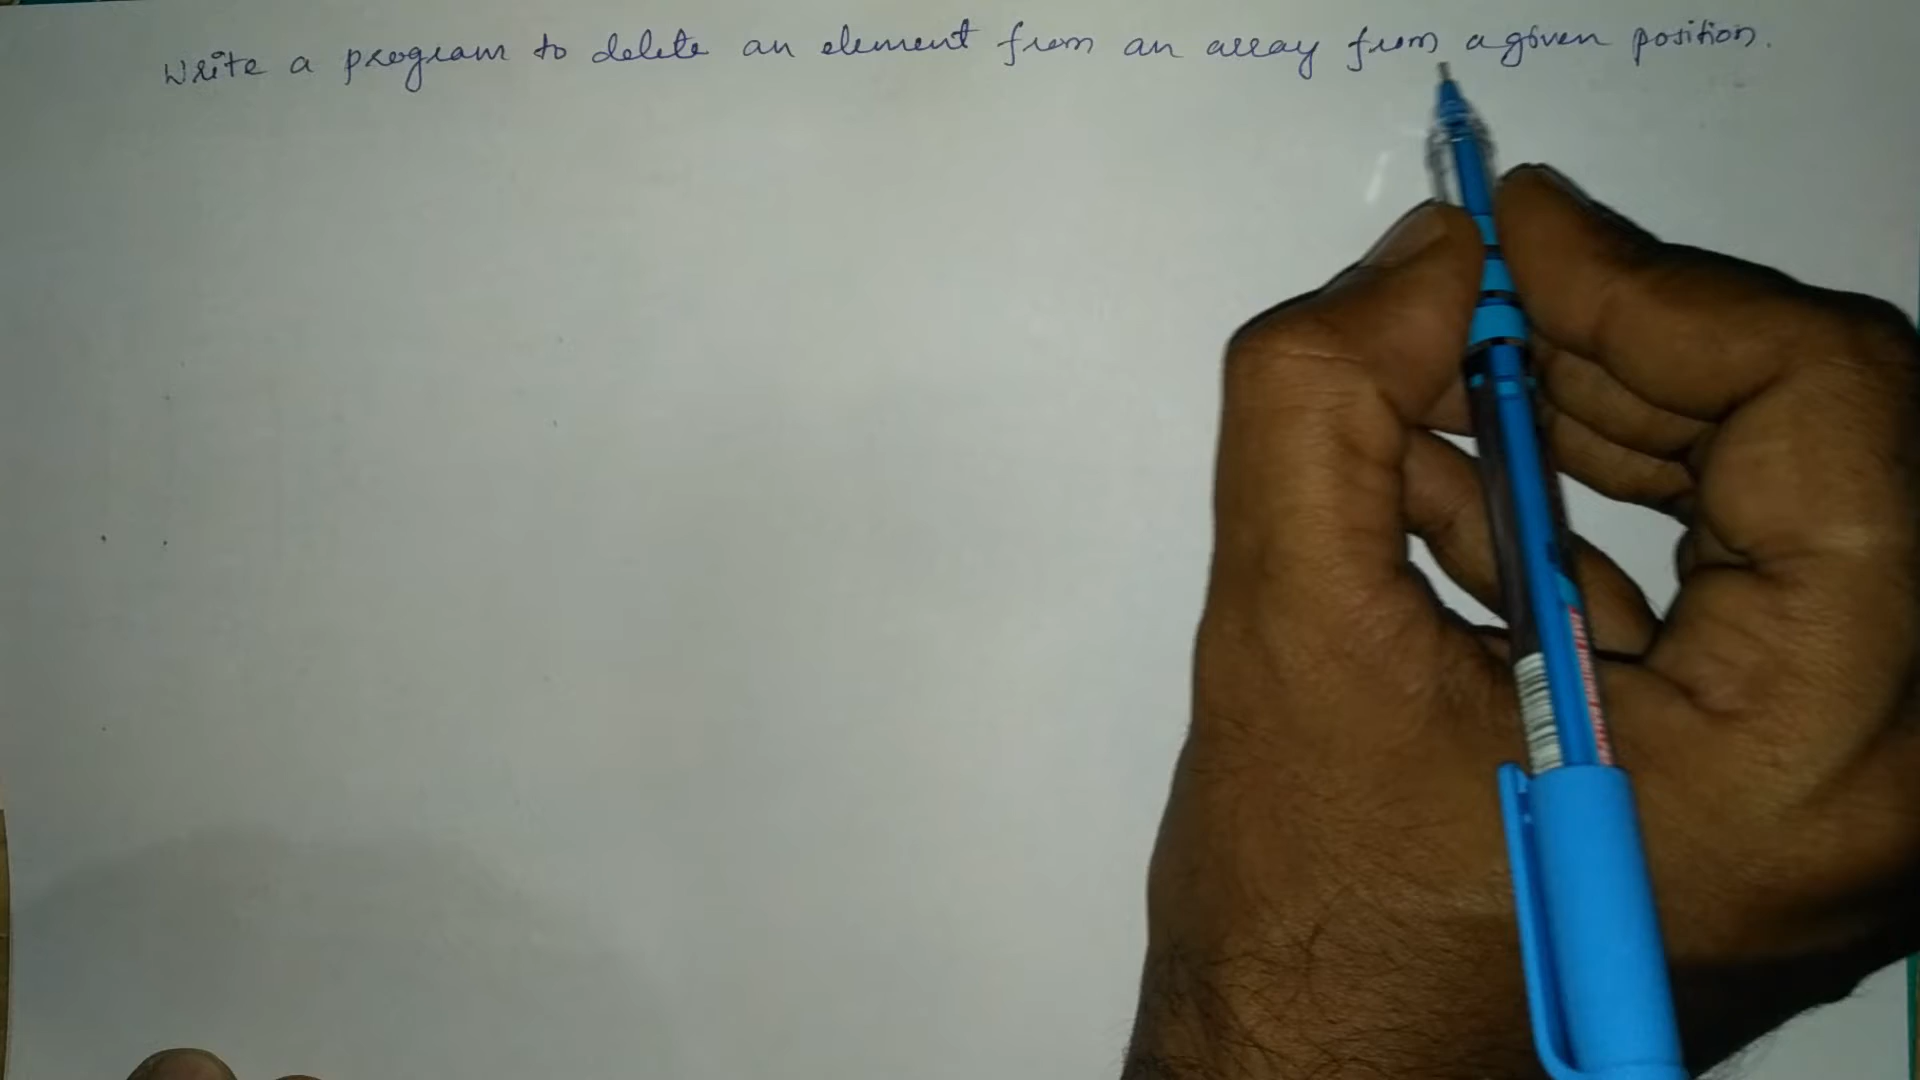 Write a program to delete an element from an array from a given position.